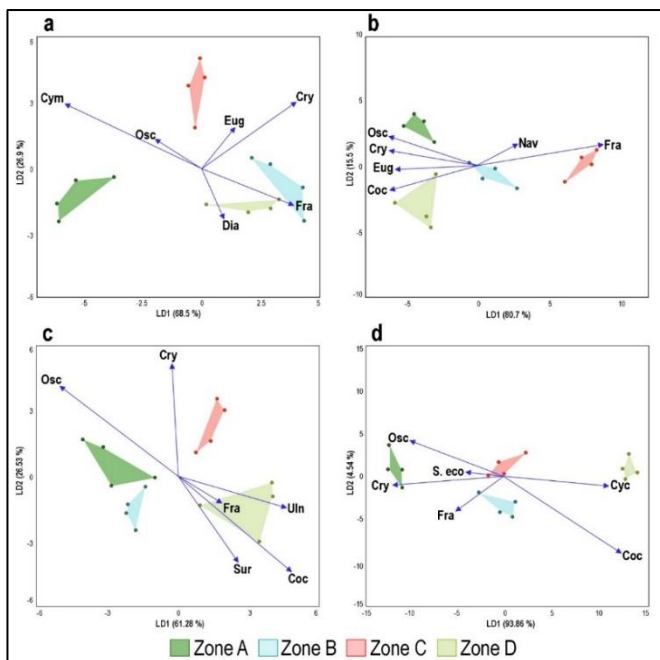 a
6
3
0
-3
-5
-5
-2.5
0
2.5
5
LD2 (26.9 %)
LD1 (68.5 %)
Cym
Osc
Eug
Cry
Fra
Dia
b
10
5
0
-5
-10
-5
0
5
10
LD2 (15.5 %)
LD1 (80.7 %)
Osc
Cry
Eug
Coc
Nav
Fra
c
6
3
0
-3
-6
-6
-3
0
3
6
LD2 (26.53 %)
LD1 (61.28 %)
Osc
Cry
Fra
Uln
Sur
Coc
d
15
10
5
0
-5
-10
-15
-15
-10
-5
0
5
10
15
LD2 (4.54 %)
LD1 (93.86 %)
Osc
S. eco
Cry
Fra
Cyc
Coc
Zone A Zone B Zone C Zone D